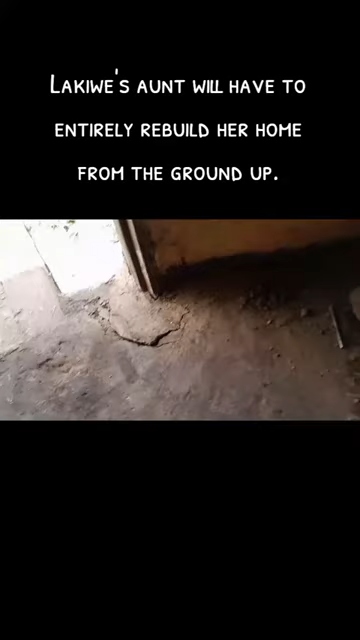 Lakiwe's aunt will have to
entirely rebuild her home
from the ground up.